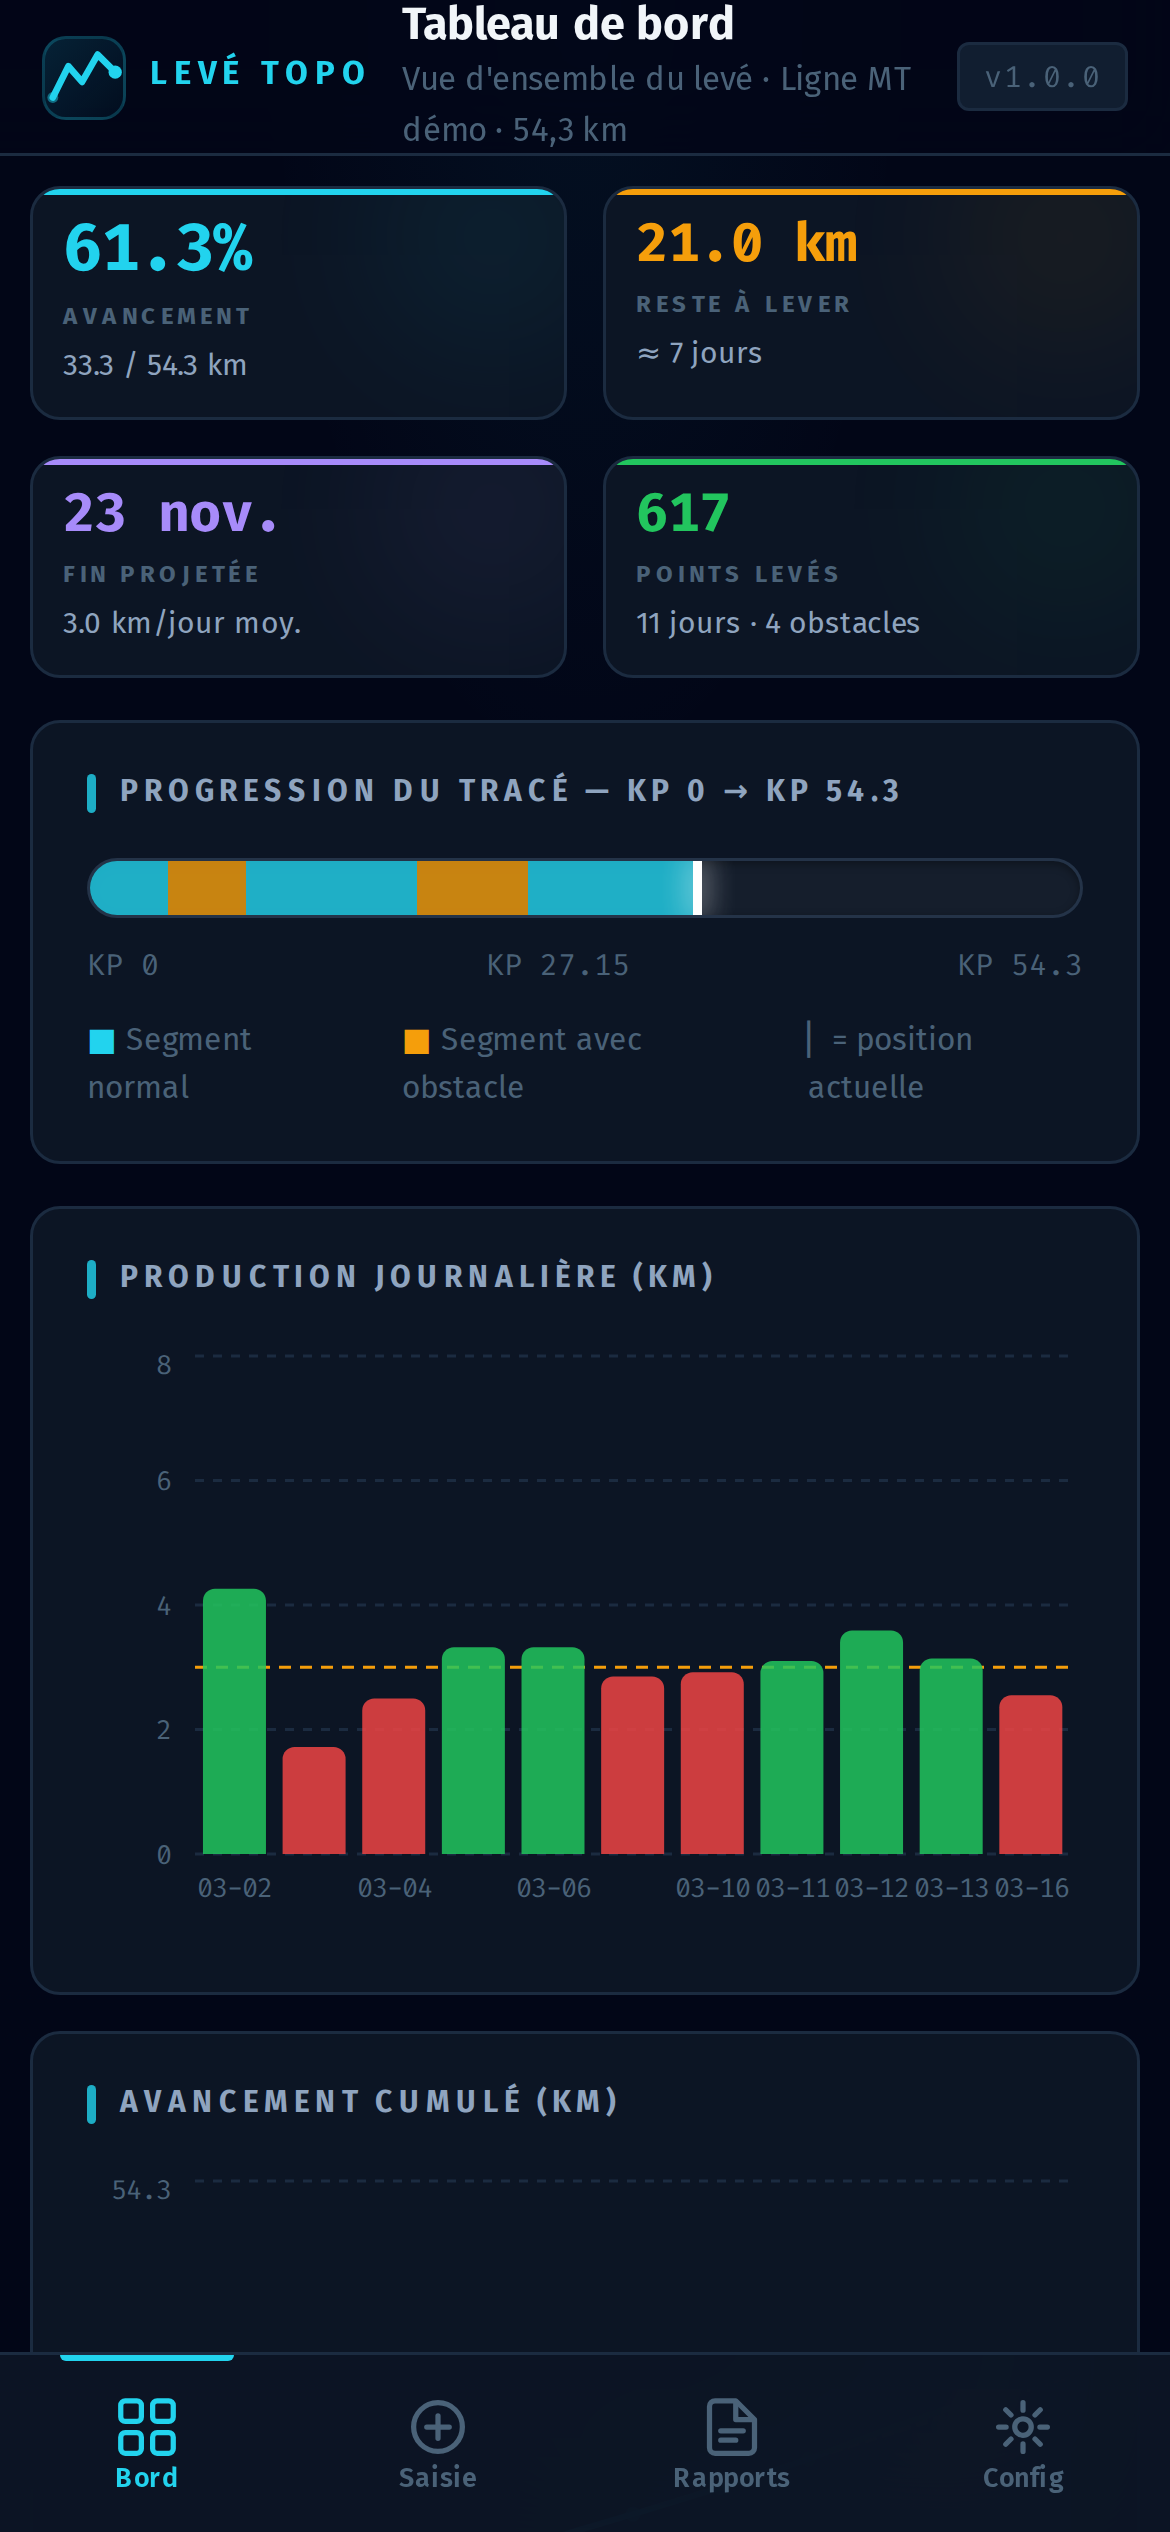 LEVÉ TOPO
Tableau de bord
Vue d'ensemble du levé · Ligne MT
démo · 54,3 km
v1.0.0
61.3%
AVANCEMENT
33.3 / 54.3 km
21.0 km
RESTE À LEVER
≈ 7 jours
23 nov.
FIN PROJETÉE
3.0 km/jour moy.
617
POINTS LEVÉS
11 jours · 4 obstacles
PROGRESSION DU TRACÉ — KP 0 → KP 54.3
KP 0
KP 27.15
KP 54.3
Segment
normal
Segment avec
obstacle
| = position
actuelle
PRODUCTION JOURNALIÈRE (KM)
8
6
4
2
0
03-02
03-04
03-06
03-10
03-11
03-12
03-13
03-16
AVANCEMENT CUMULÉ (KM)
54.3
Bord
Saisie
Rapports
Config